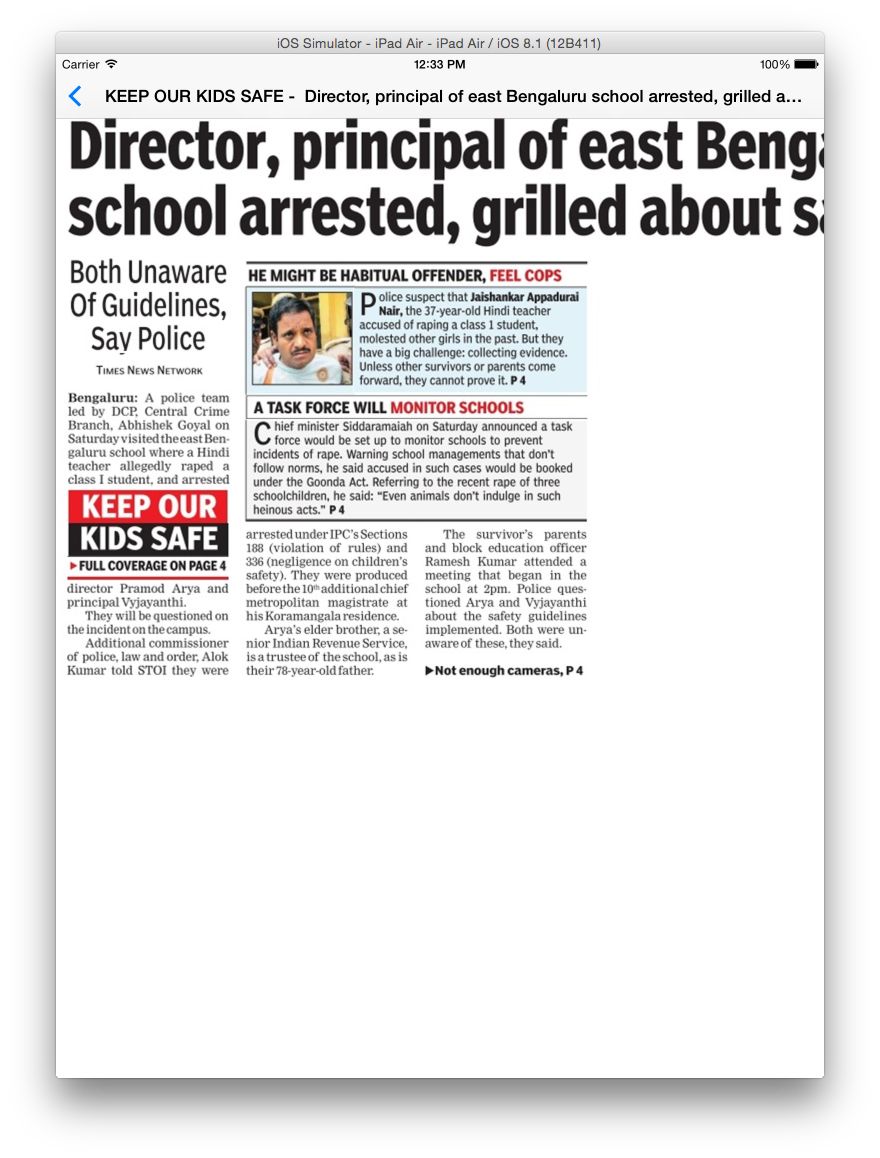 iOS Simulator - iPad Air - iPad Air / iOS 8.1 (12B411)
Carrier
12:33 PM
100%
KEEP OUR KIDS SAFE - Director, principal of east Bengaluru school arrested, grilled a...
Director, principal of east Benga
school arrested, grilled about sa
Both Unaware
Of Guidelines,
Say Police
TIMES NEWS NETWORK
Bengaluru: A police team
led by DCP, Central Crime
Branch, Abhishek Goyal on
Saturday visited the east Ben-
galuru school where a Hindi
teacher allegedly raped a
class I student, and arrested
KEEP OUR
KIDS SAFE
▸FULL COVERAGE ON PAGE 4
director Pramod Arya and
principal Vyjayanthi.
They will be questioned on
the incident on the campus.
Additional commissioner
of police, law and order, Alok
Kumar told STOI they were
HE MIGHT BE HABITUAL OFFENDER, FEEL COPS
Police suspect that Jaishankar Appadurai
Nair, the 37-year-old Hindi teacher
accused of raping a class 1 student,
molested other girls in the past. But they
have a big challenge: collecting evidence.
Unless other survivors or parents come
forward, they cannot prove it. P 4
A TASK FORCE WILL MONITOR SCHOOLS
Chief minister Siddaramaiah on Saturday announced a task
force would be set up to monitor schools to prevent
incidents of rape. Warning school managements that don't
follow norms, he said accused in such cases would be booked
under the Goonda Act. Referring to the recent rape of three
schoolchildren, he said: “Even animals don't indulge in such
heinous acts.” P 4
arrested under IPC's Sections
188 (violation of rules) and
336 (negligence on children's
safety). They were produced
before the 10th additional chief
metropolitan magistrate at
his Koramangala residence.
Arya's elder brother, a se-
nior Indian Revenue Service,
is a trustee of the school, as is
their 78-year-old father.
The survivor's parents
and block education officer
Ramesh Kumar attended a
meeting that began in the
school at 2pm. Police ques-
tioned Arya and Vyjayanthi
about the safety guidelines
implemented. Both were un-
aware of these, they said.
▸Not enough cameras, P 4